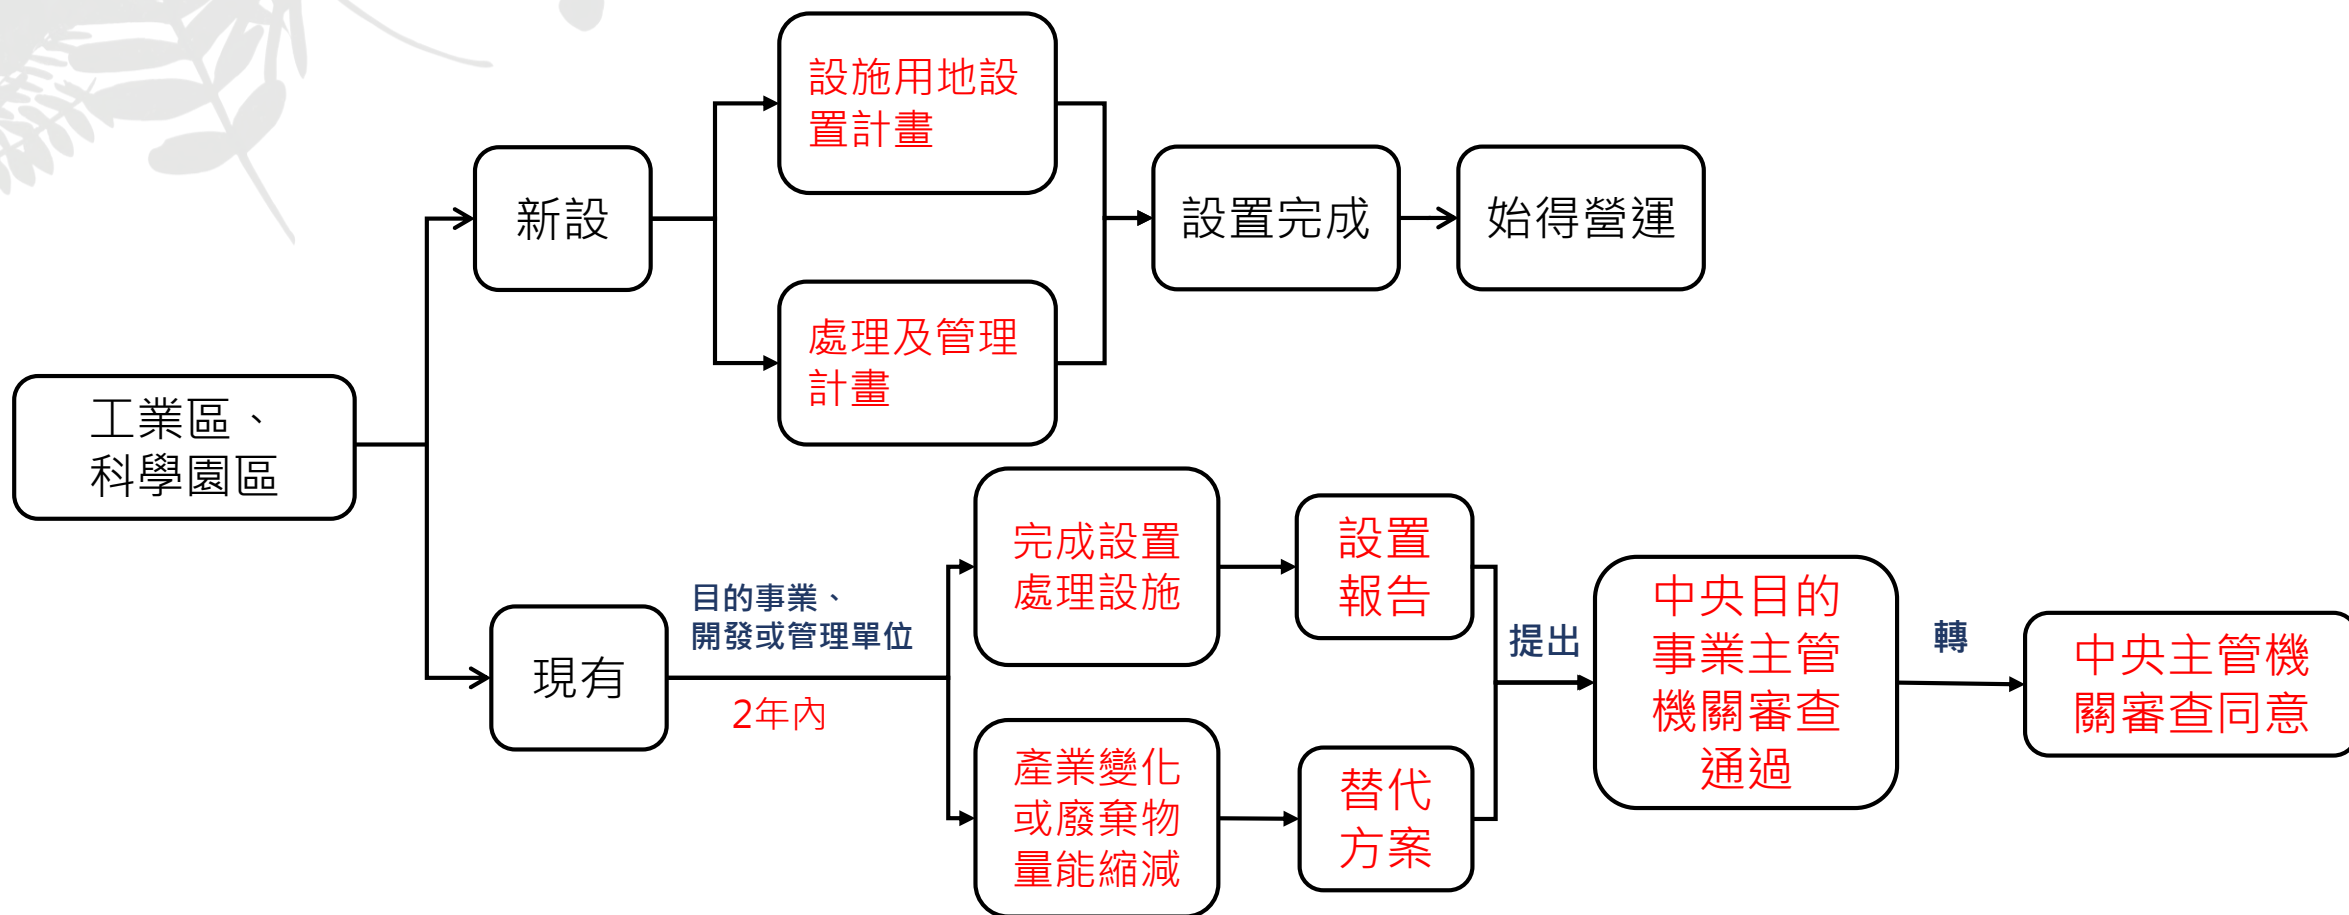 工業區、
科學園區
新設
設施用地設
置計畫
處理及管理
計畫
設置完成
始得營運
現有
目的事業、
開發或管理單位
2年內
完成設置
處理設施
設置
報告
產業變化
或廢棄物
量能縮減
替代
方案
提出
中央目的
事業主管
機關審查
通過
轉
中央主管機
關審查同意